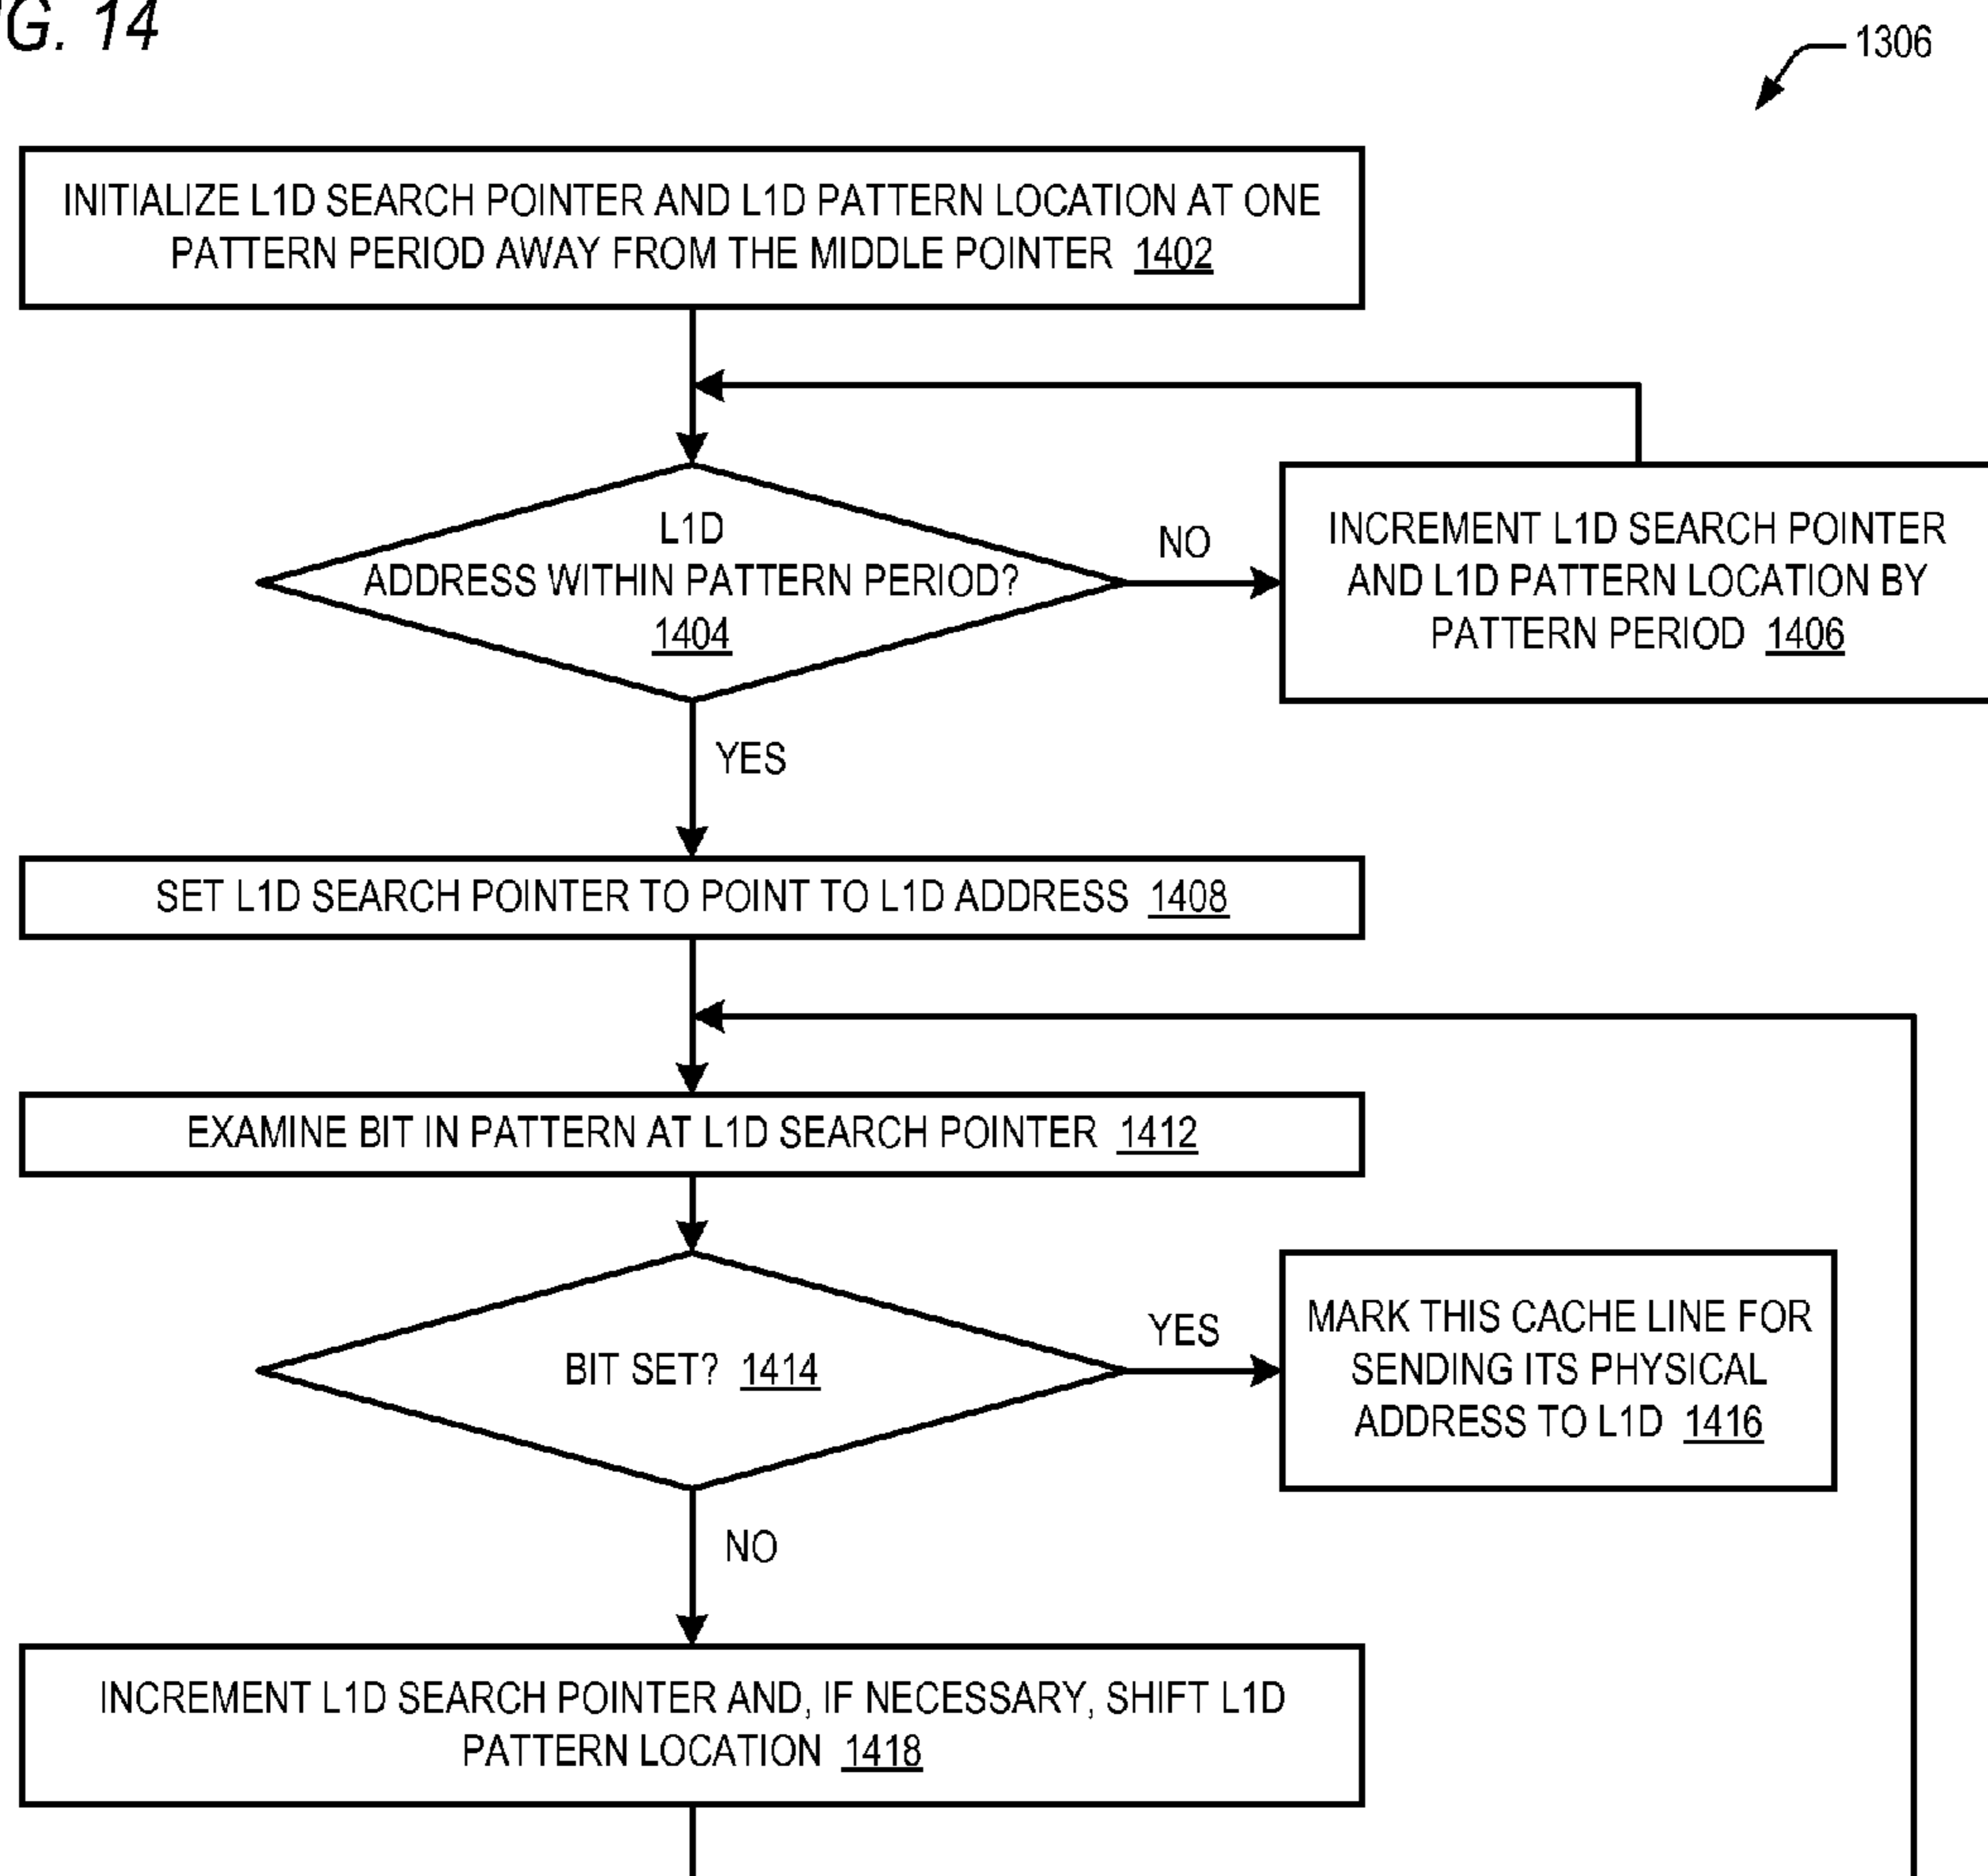 G. 14
1306
INITIALIZE L1D SEARCH POINTER AND L1D PATTERN LOCATION AT ONE
PATTERN PERIOD AWAY FROM THE MIDDLE POINTER 1402
L1D
ADDRESS WITHIN PATTERN PERIOD?
1404
NO
INCREMENT L1D SEARCH POINTER
AND L1D PATTERN LOCATION BY
PATTERN PERIOD 1406
YES
SET L1D SEARCH POINTER TO POINT TO L1D ADDRESS 1408
EXAMINE BIT IN PATTERN AT L1D SEARCH POINTER 1412
BIT SET? 1414
YES
MARK THIS CACHE LINE FOR
SENDING ITS PHYSICAL
ADDRESS TO L1D 1416
NO
INCREMENT L1D SEARCH POINTER AND, IF NECESSARY, SHIFT L1D
PATTERN LOCATION 1418